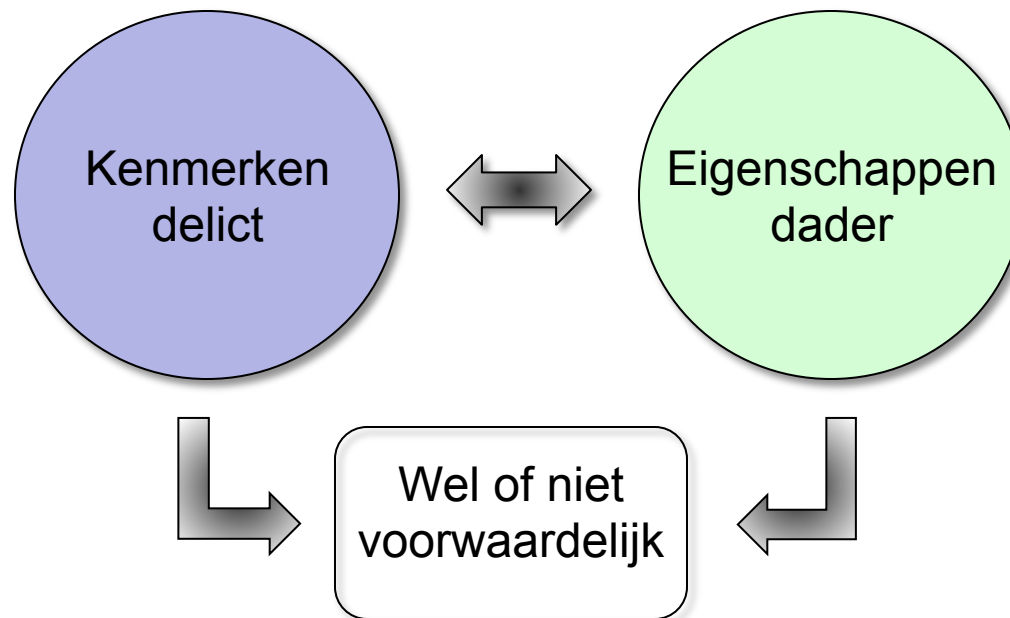 Kenmerken
delict
Eigenschappen
dader
Wel of niet
voorwaardelijk